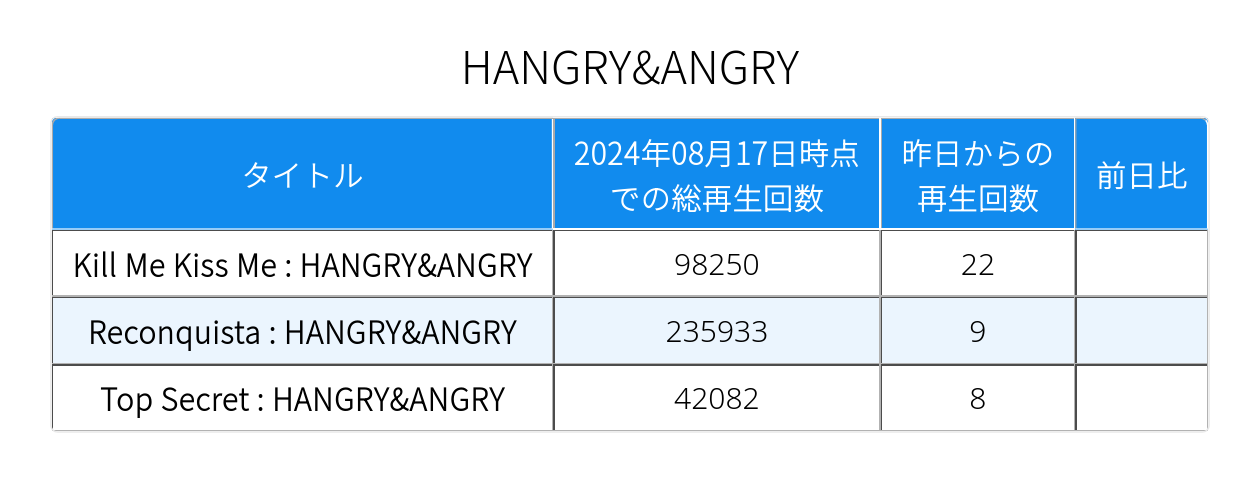 HANGRY&ANGRY
タイトル
2024年08月17日時点
での総再生回数
昨日からの
再生回数
前日比
Kill Me Kiss Me : HANGRY&ANGRY 98250 22
Reconquista : HANGRY&ANGRY 235933 9
Top Secret : HANGRY&ANGRY 42082 8